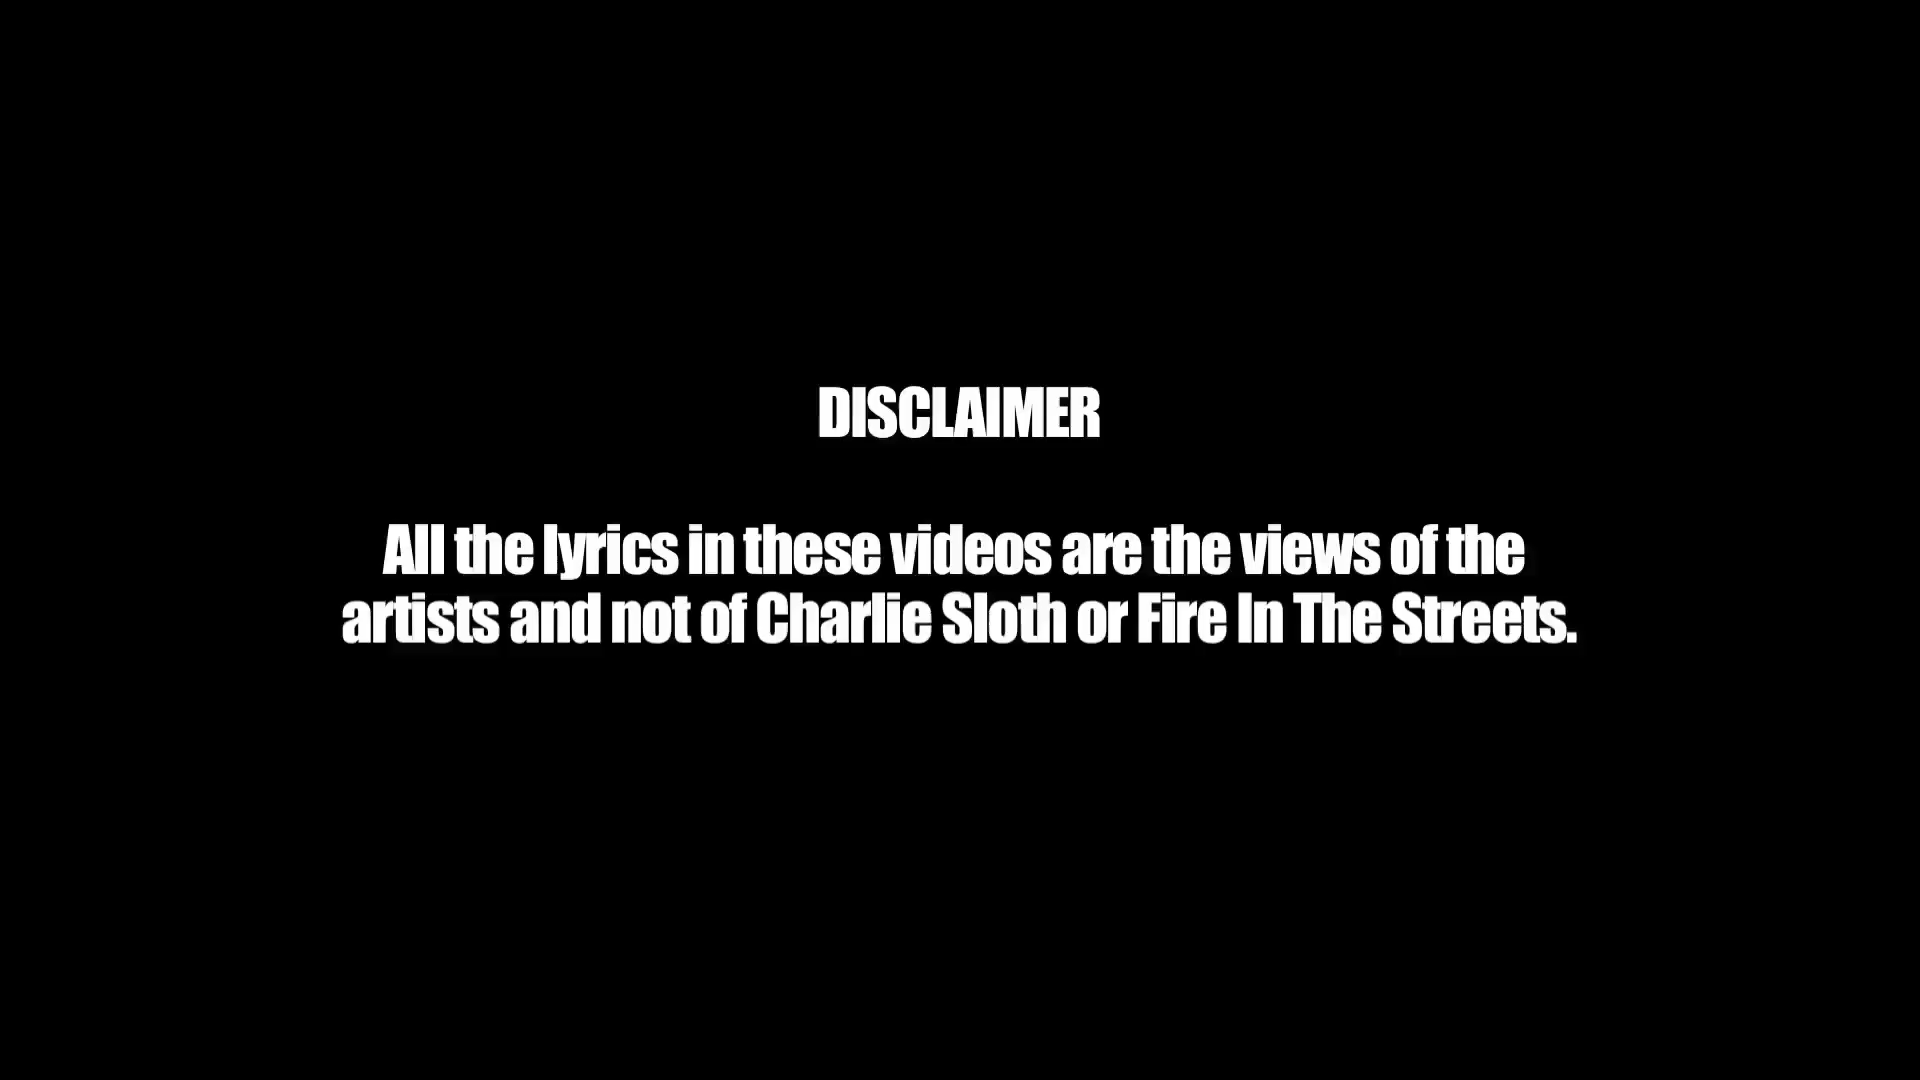 DISCLAIMER
All the lyrics in these videos are the views of the
artists and not of Charlie Sloth or Fire In The Streets.